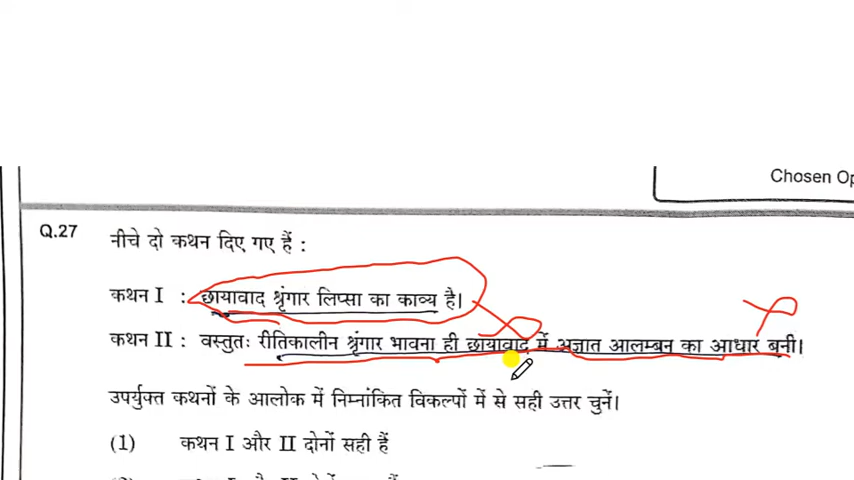 Chosen Op
Q.27
नीचे दो कथन दिए गए हैं :
कथन I : छायावाद श्रृंगार लिप्सा का काव्य है।
कथन II : वस्तुतः रीतिकालीन श्रृंगार भावना ही छायावाद में अज्ञात आलम्बन का आधार बनी।
उपर्युक्त कथनों के आलोक में निम्नांकित विकल्पों में से सही उत्तर चुनें।
(1) कथन I और II दोनों सही हैं